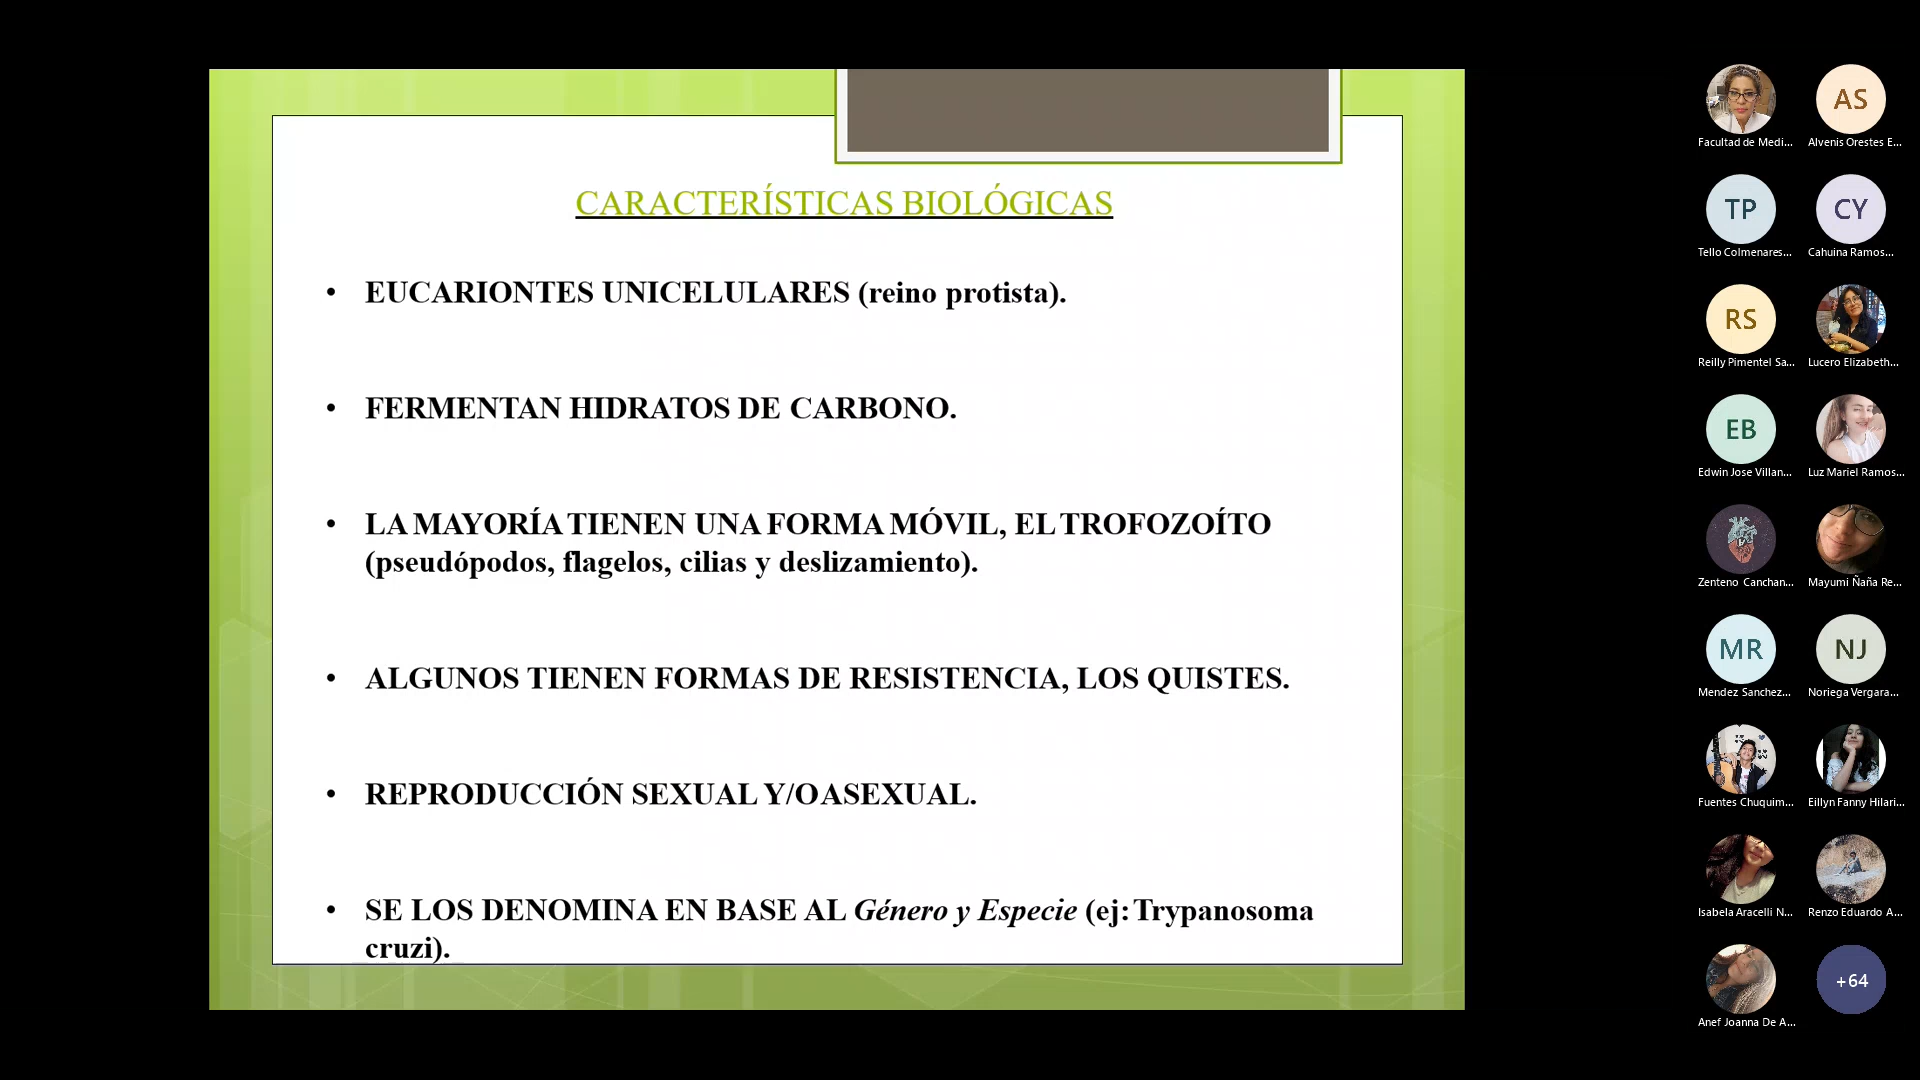 CARACTERÍSTICAS BIOLÓGICAS
• EUCARIONTES UNICELULARES (reino protista).
• FERMENTAN HIDRATOS DE CARBONO.
• LA MAYORÍA TIENEN UNA FORMA MÓVIL, EL TROFOZOÍTO
(pseudópodos, flagelos, cilias y deslizamiento).
• ALGUNOS TIENEN FORMAS DE RESISTENCIA, LOS QUISTES.
• REPRODUCCIÓN SEXUAL Y/O ASEXUAL.
• SE LOS DENOMINA EN BASE AL Género y Especie (ej: Trypanosoma
cruzi).
Facultad de Medi...
AS
Alvenis Orestes E...
TP
Tello Colmenares...
CY
Cahuina Ramos...
RS
Reilly Pimentel Sa...
Lucero Elizabeth...
EB
Edwin Jose Villan...
Luz Mariel Ramos...
Zenteno Canchan...
Mayumi Ñaña Re...
MR
Mendez Sanchez...
NJ
Noriega Vergara...
Fuentes Chuquim...
Eillyn Fanny Hilari...
Isabela Aracelli N...
Renzo Eduardo A...
Anef Joanna De A...
+64